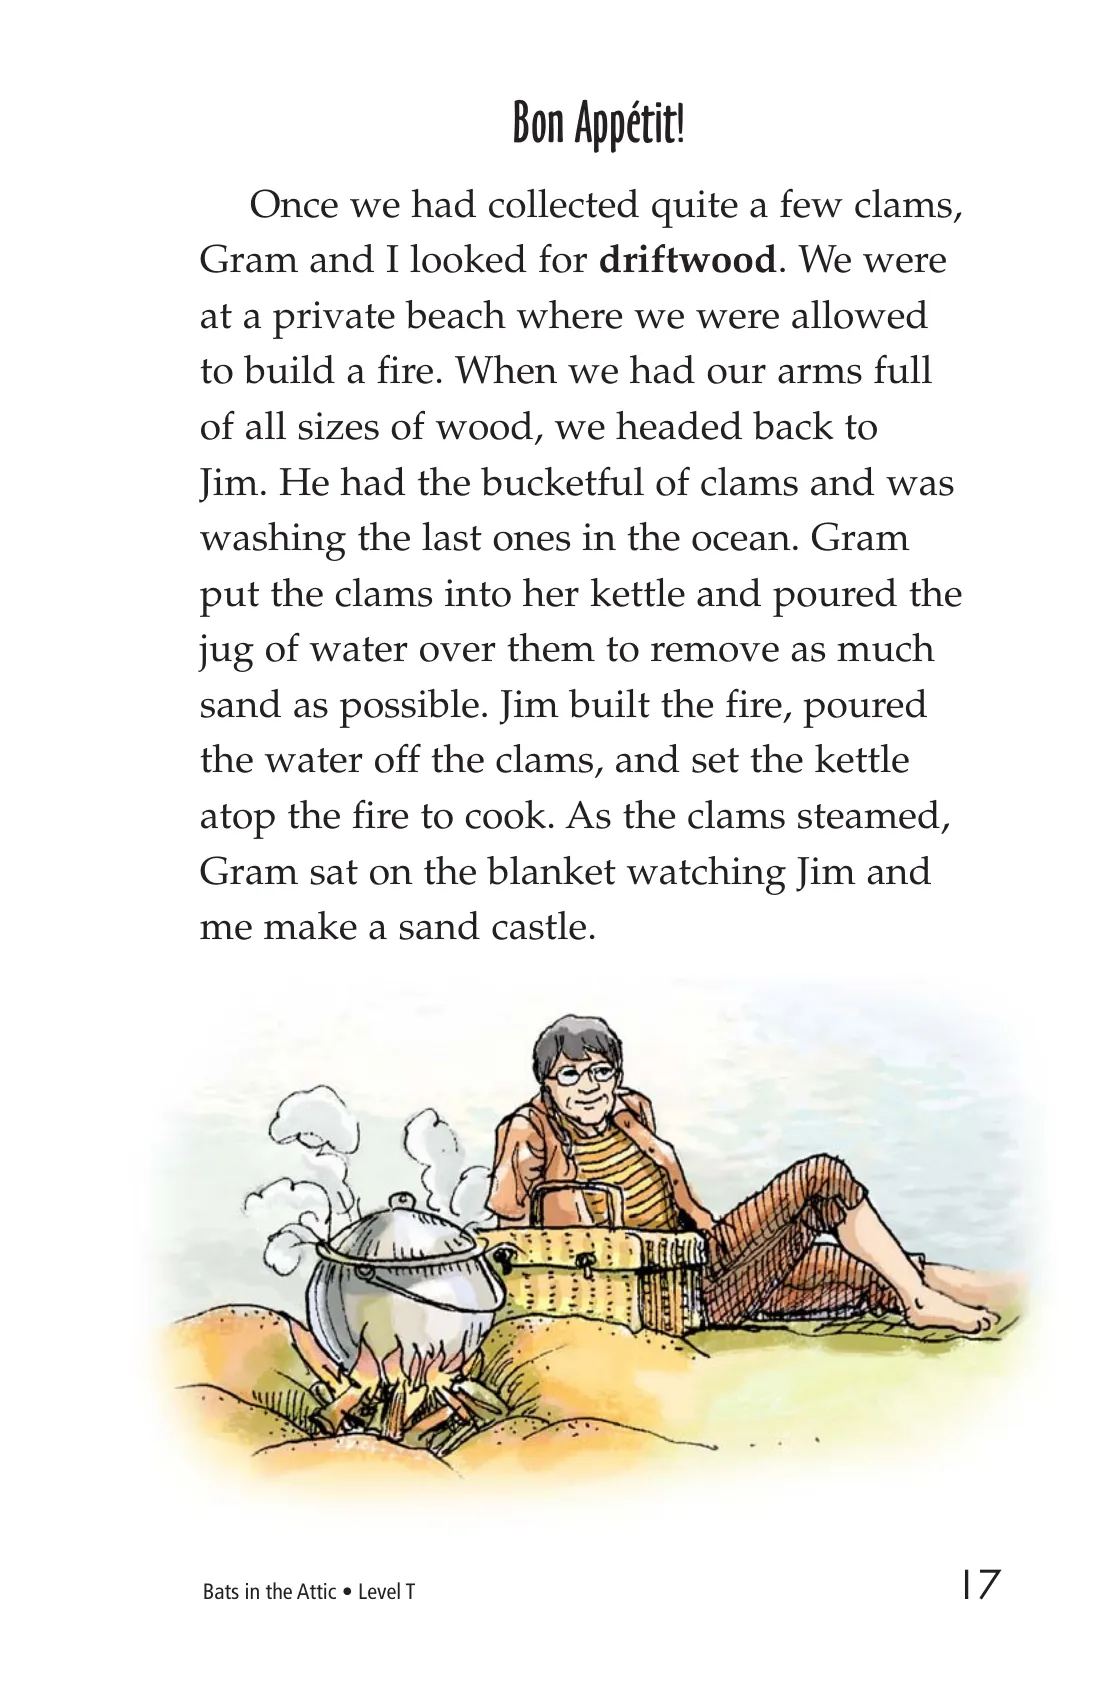 Bon Appétit!
Once we had collected quite a few clams,
Gram and I looked for driftwood. We were
at a private beach where we were allowed
to build a fire. When we had our arms full
of all sizes of wood, we headed back to
Jim. He had the bucketful of clams and was
washing the last ones in the ocean. Gram
put the clams into her kettle and poured the
jug of water over them to remove as much
sand as possible. Jim built the fire, poured
the water off the clams, and set the kettle
atop the fire to cook. As the clams steamed,
Gram sat on the blanket watching Jim and
me make a sand castle.
Bats in the Attic • Level T
17